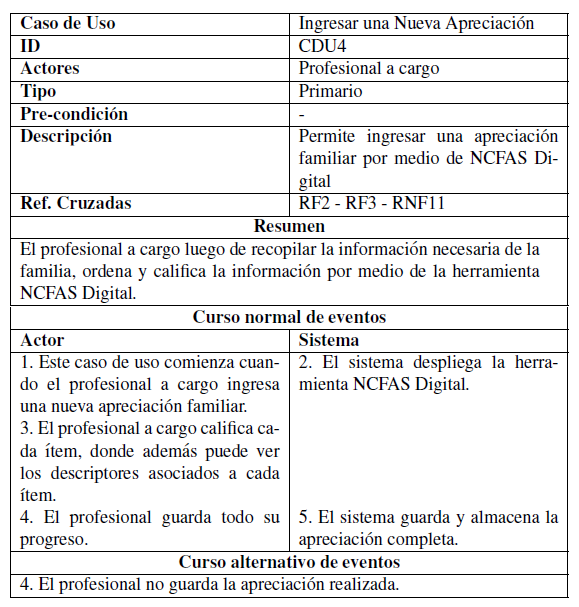 Caso de Uso Ingresar una Nueva Apreciación
ID CDU4
Actores Profesional a cargo
Tipo Primario
Pre-condición -
Descripción Permite ingresar una apreciación
familiar por medio de NCFAS Di-
gital
Ref. Cruzadas RF2 - RF3 - RNF11
Resumen
El profesional a cargo luego de recopilar la información necesaria de la
familia, ordena y califica la información por medio de la herramienta
NCFAS Digital.
Curso normal de eventos
Actor Sistema
1. Este caso de uso comienza cuan-
do el profesional a cargo ingresa
una nueva apreciación familiar.
2. El sistema despliega la herra-
mienta NCFAS Digital.
3. El profesional a cargo califica ca-
da ítem, donde además puede ver
los descriptores asociados a cada
ítem.
4. El profesional guarda todo su
progreso.
5. El sistema guarda y almacena la
apreciación completa.
Curso alternativo de eventos
4. El profesional no guarda la apreciación realizada.